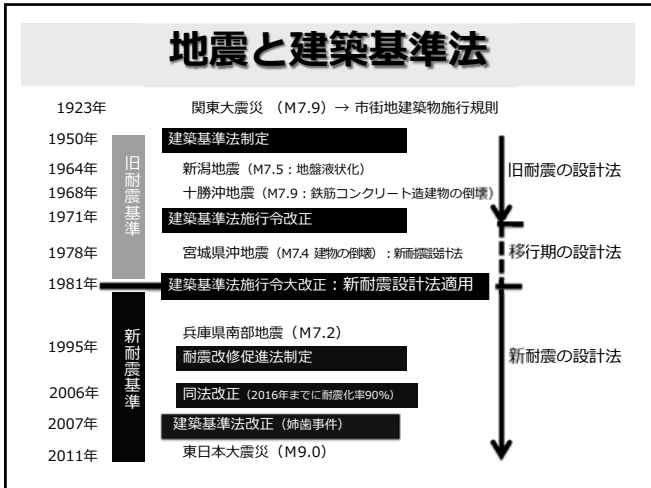 地震と建築基準法
1923年 関東大震災 （M7.9）→ 市街地建築物施行規則
1950年 建築基準法制定
1964年 新潟地震（M7.5：地盤液状化）
1968年 十勝沖地震（M7.9：鉄筋コンクリート造建物の倒壊）
1971年 建築基準法施行令改正
1978年 宮城県沖地震（M7.4 建物の倒壊）：新耐震設計法
1981年 建築基準法施行令大改正：新耐震設計法適用
兵庫県南部地震（M7.2）
1995年
耐震改修促進法制定
2006年 同法改正（2016年までに耐震化率90%）
2007年 建築基準法改正（姉歯事件）
2011年 東日本大震災（M9.0）
旧耐震基準
新耐震基準
旧耐震の設計法
移行期の設計法
新耐震の設計法